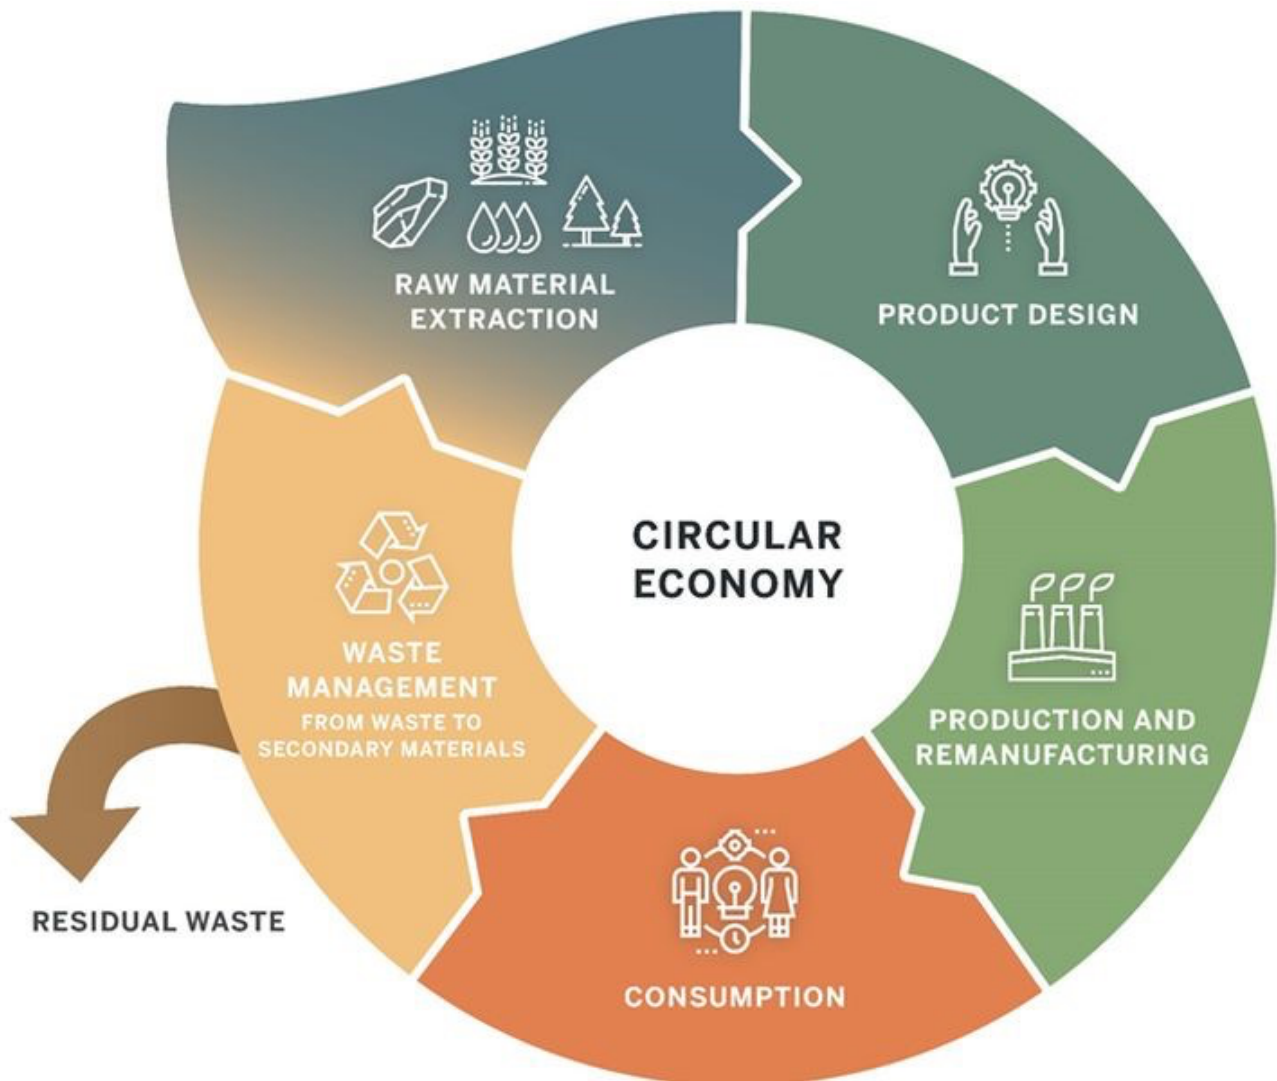 RAW MATERIAL
EXTRACTION
PRODUCT DESIGN
CIRCULAR
ECONOMY
PRODUCTION AND
REMANUFACTURING
CONSUMPTION
WASTE
MANAGEMENT
FROM WASTE TO
SECONDARY MATERIALS
RESIDUAL WASTE